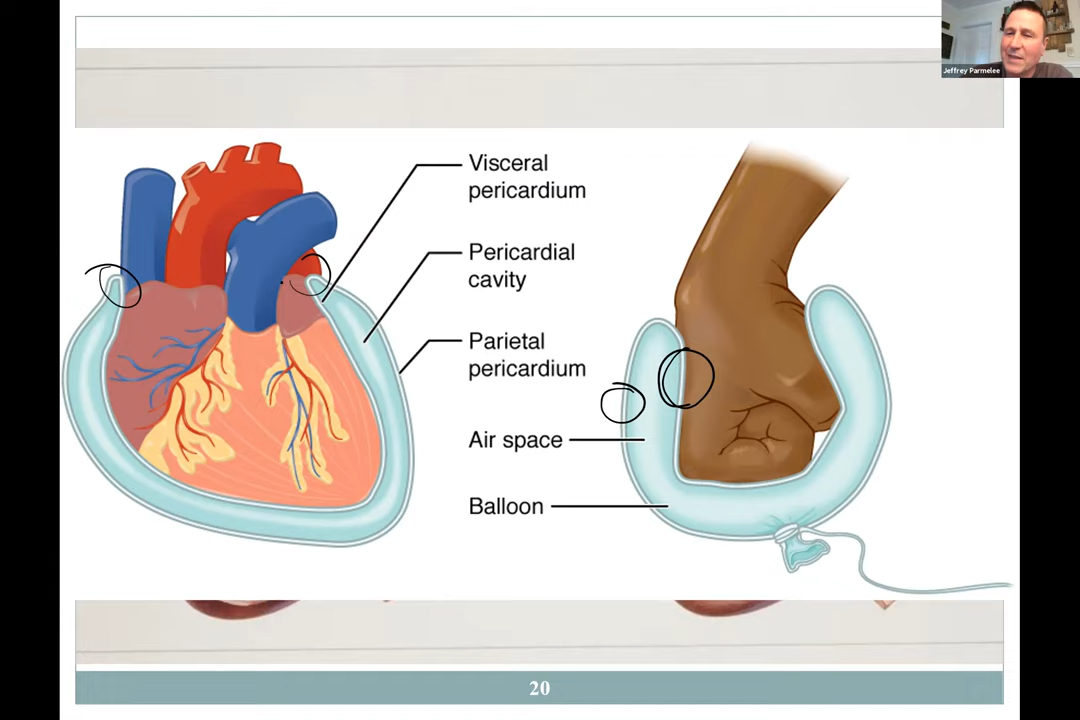 Jeffrey Parmelee
Visceral
pericardium
Pericardial
cavity
Parietal
pericardium
Air space
Balloon
20